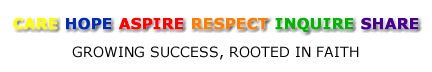 CARE HOPE ASPIRE RESPECT INQUIRE SHARE
GROWING SUCCESS, ROOTED IN FAITH